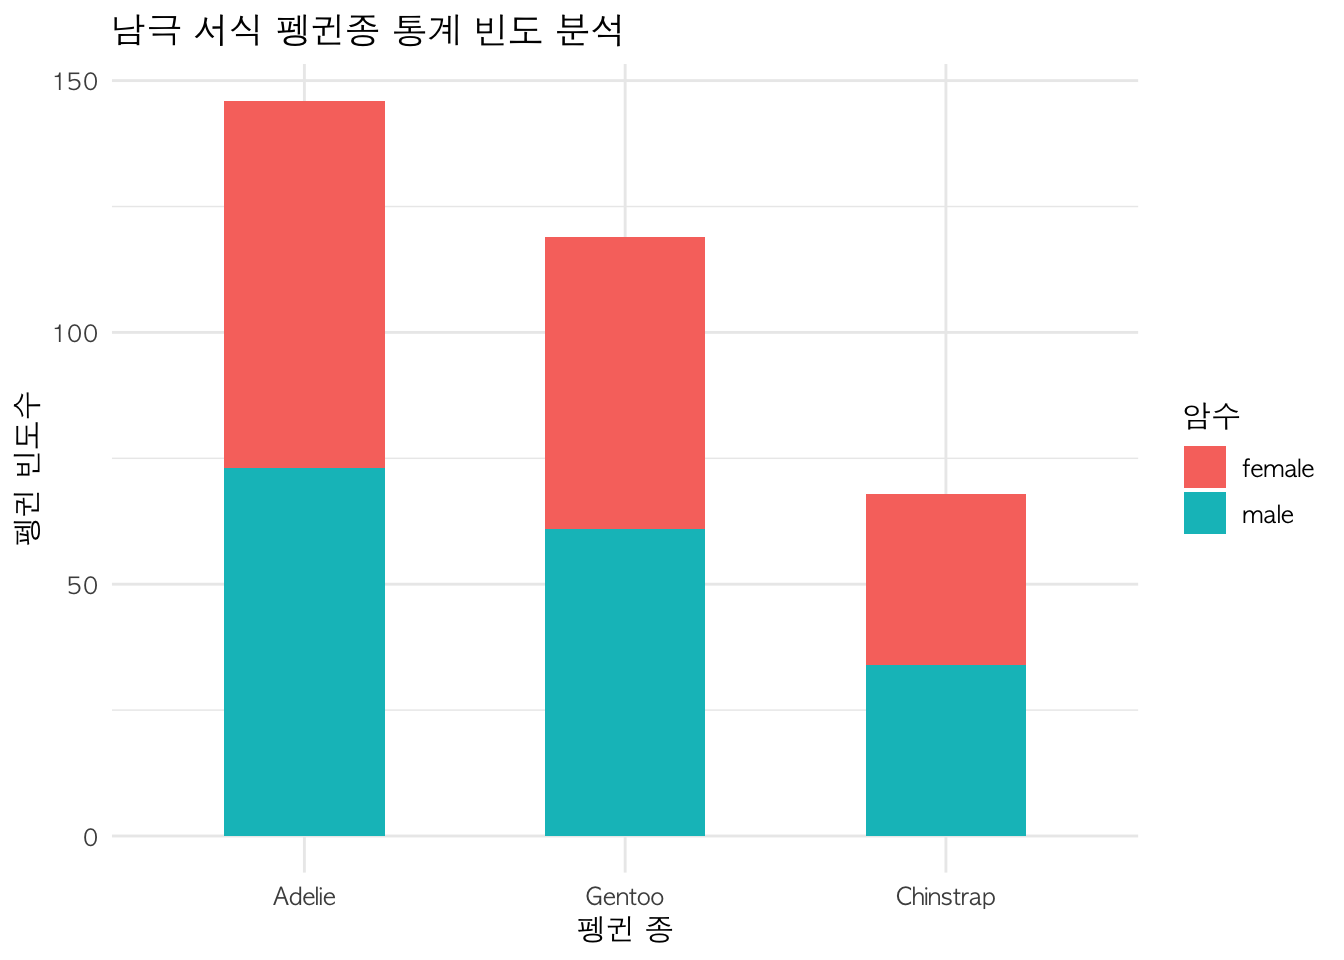 남극 서식 펭귄종 통계 빈도 분석
150
100
50
0
펭귄 빈도수
Adelie
Gentoo
Chinstrap
펭귄 종
암수
female
male